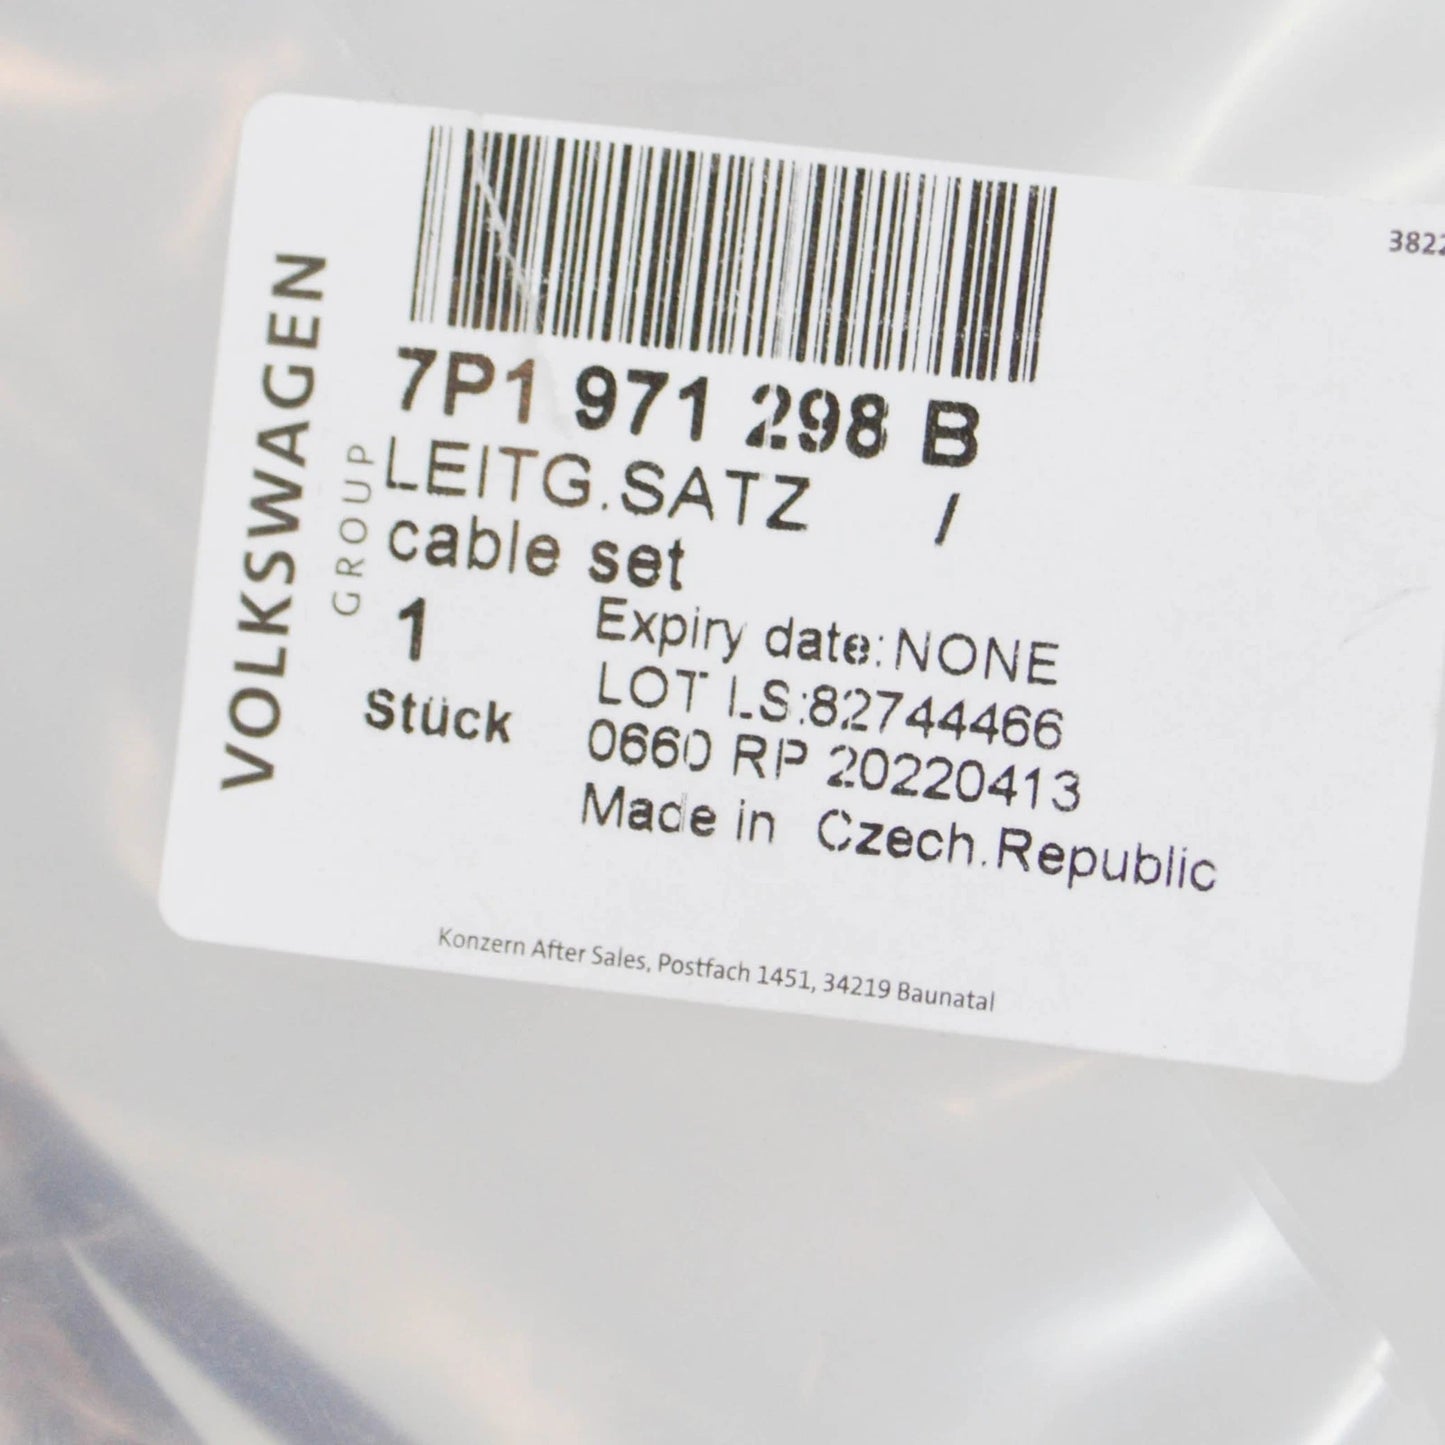 VOLKSWAGEN
GROUP
7P1 971 298 B
LEITG.SATZ /
cable set
1
Stück
Expiry date:NONE
LOT LS:82744466
0660 RP 20220413
Made in Czech.Republic
Konzern After Sales, Postfach 1451, 34219 Baunatal